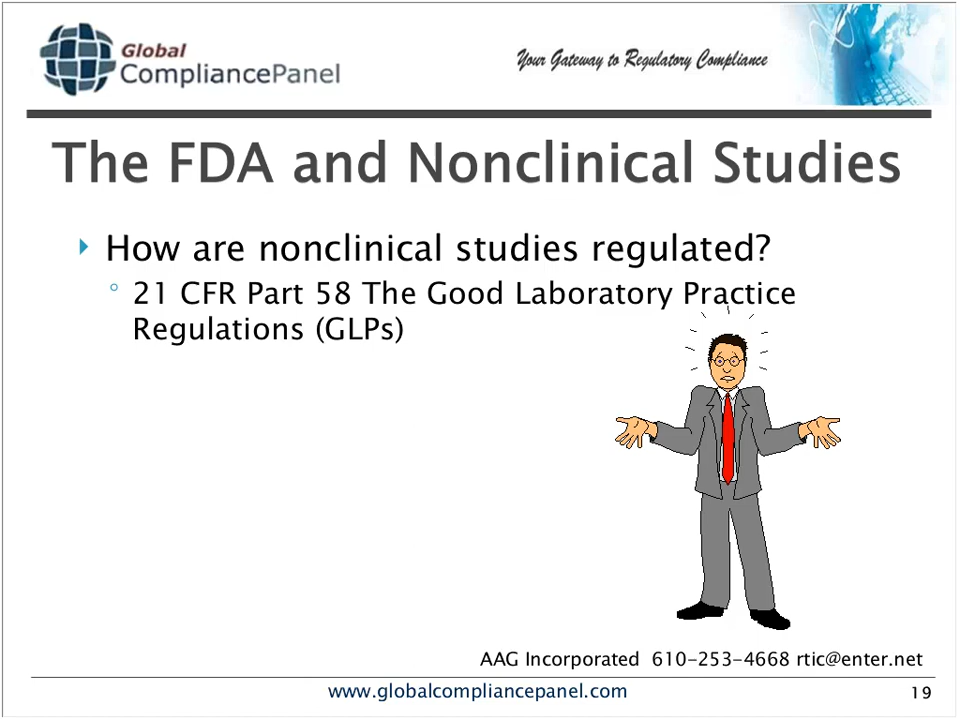 Global
CompliancePanel
Your Gateway to Regulatory Compliance
The FDA and Nonclinical Studies
How are nonclinical studies regulated?
21 CFR Part 58 The Good Laboratory Practice
Regulations (GLPs)
AAG Incorporated 610-253-4668 rtic@enter.net
www.globalcompliancepanel.com
19